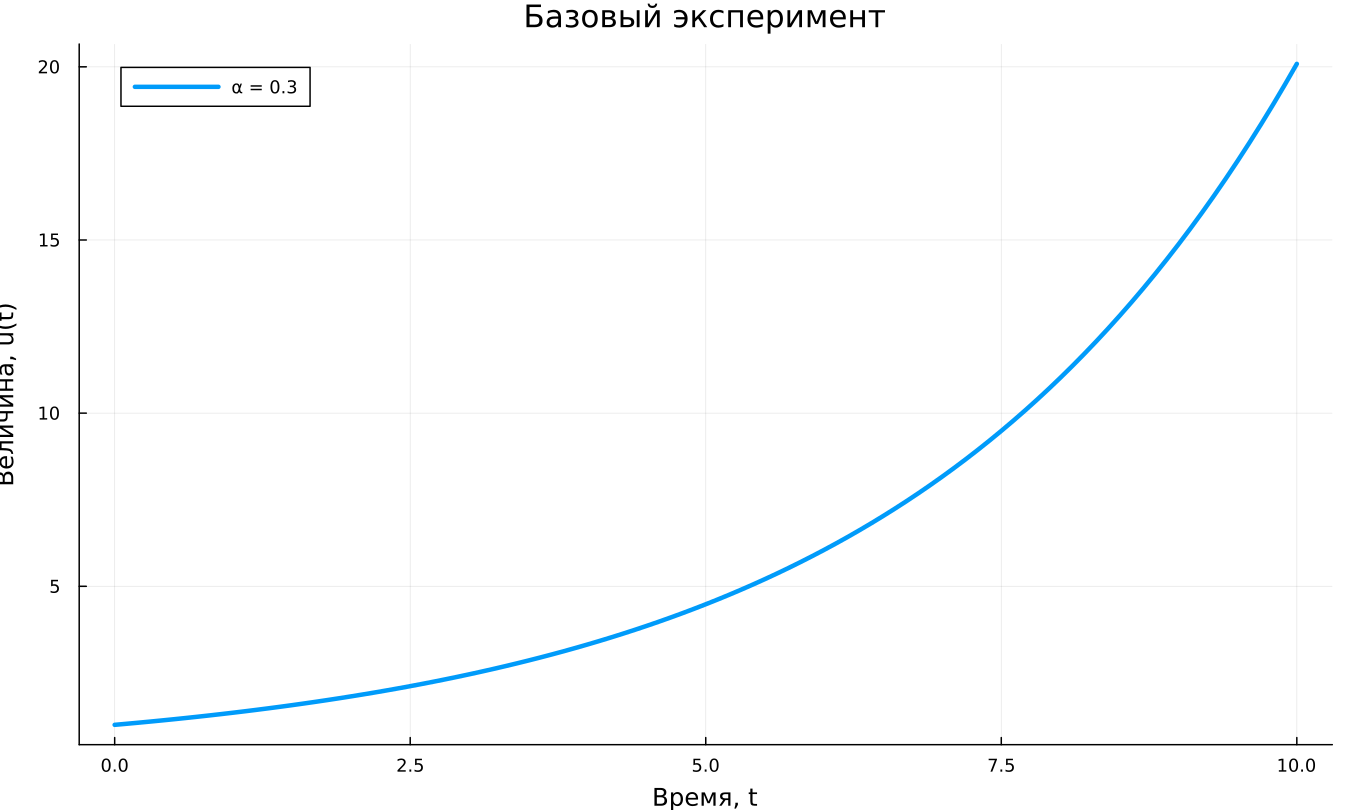 Базовый эксперимент
α = 0.3
20
15
10
5
Величина, u(t)
0.0 2.5 5.0 7.5 10.0
Время, t